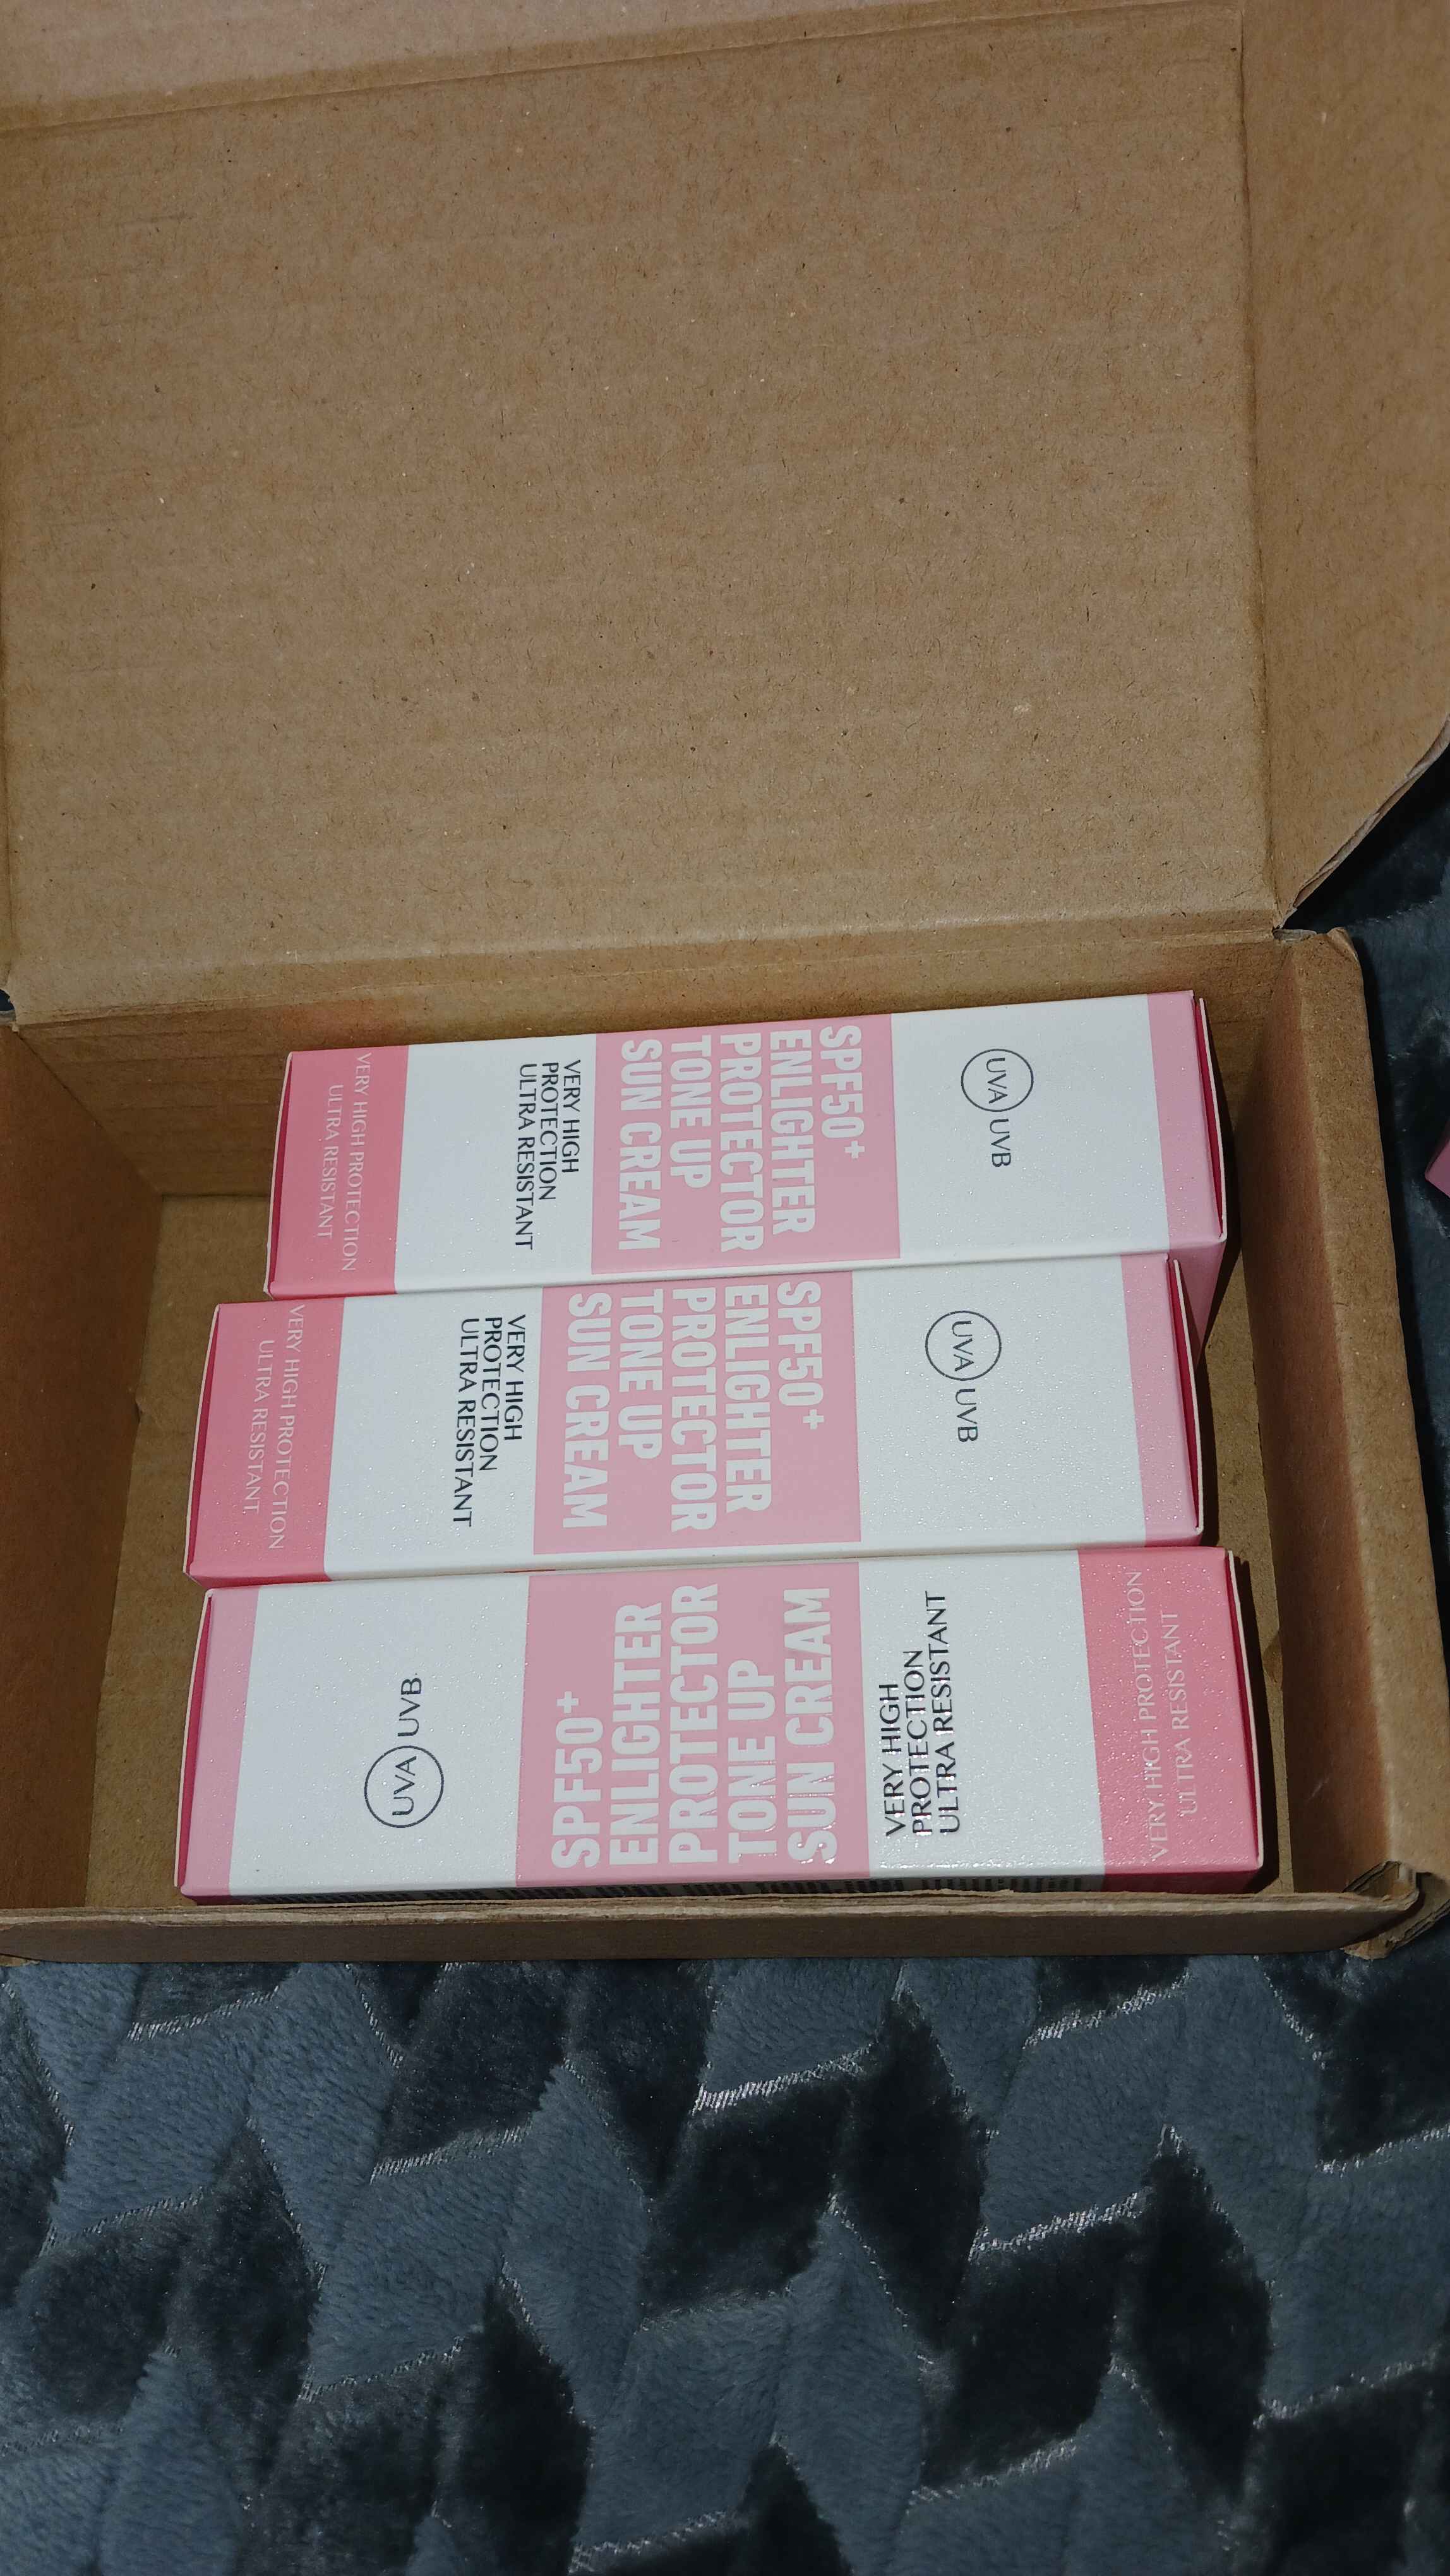 UVA UVB
SPF50+
ENLIGHTER
PROTECTOR
TONE UP
SUN CREAM
VERY HIGH
PROTECTION
ULTRA RESISTANT
VERY HIGH PROTECTION
ULTRA RESISTANT
UVA UVB
SPF50+
ENLIGHTER
PROTECTOR
TONE UP
SUN CREAM
VERY HIGH
PROTECTION
ULTRA RESISTANT
VERY HIGH PROTECTION
ULTRA RESISTANT
UVA UVB
SPF50+
ENLIGHTER
PROTECTOR
TONE UP
SUN CREAM
VERY HIGH
PROTECTION
ULTRA RESISTANT
VERY HIGH PROTECTION
ULTRA RESISTANT